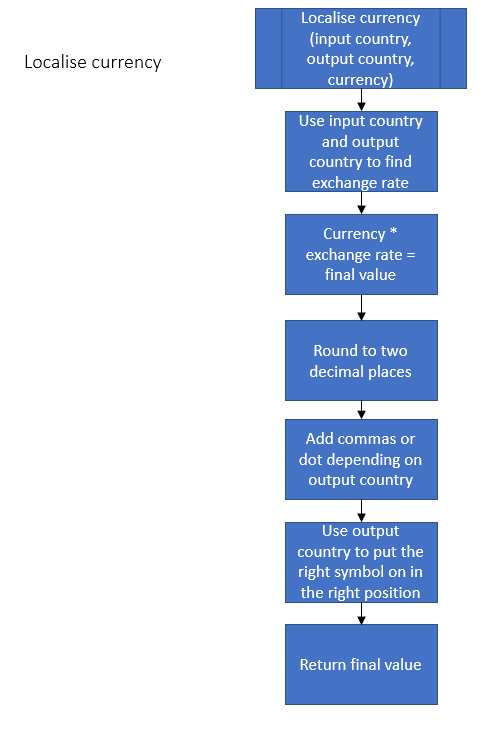 Localise currency
Localise currency
(input country,
output country,
currency)
Use input country
and output
country to find
exchange rate
Currency *
exchange rate =
final value
Round to two
decimal places
Add commas or
dot depending on
output country
Use output
country to put the
right symbol on in
the right position
Return final value